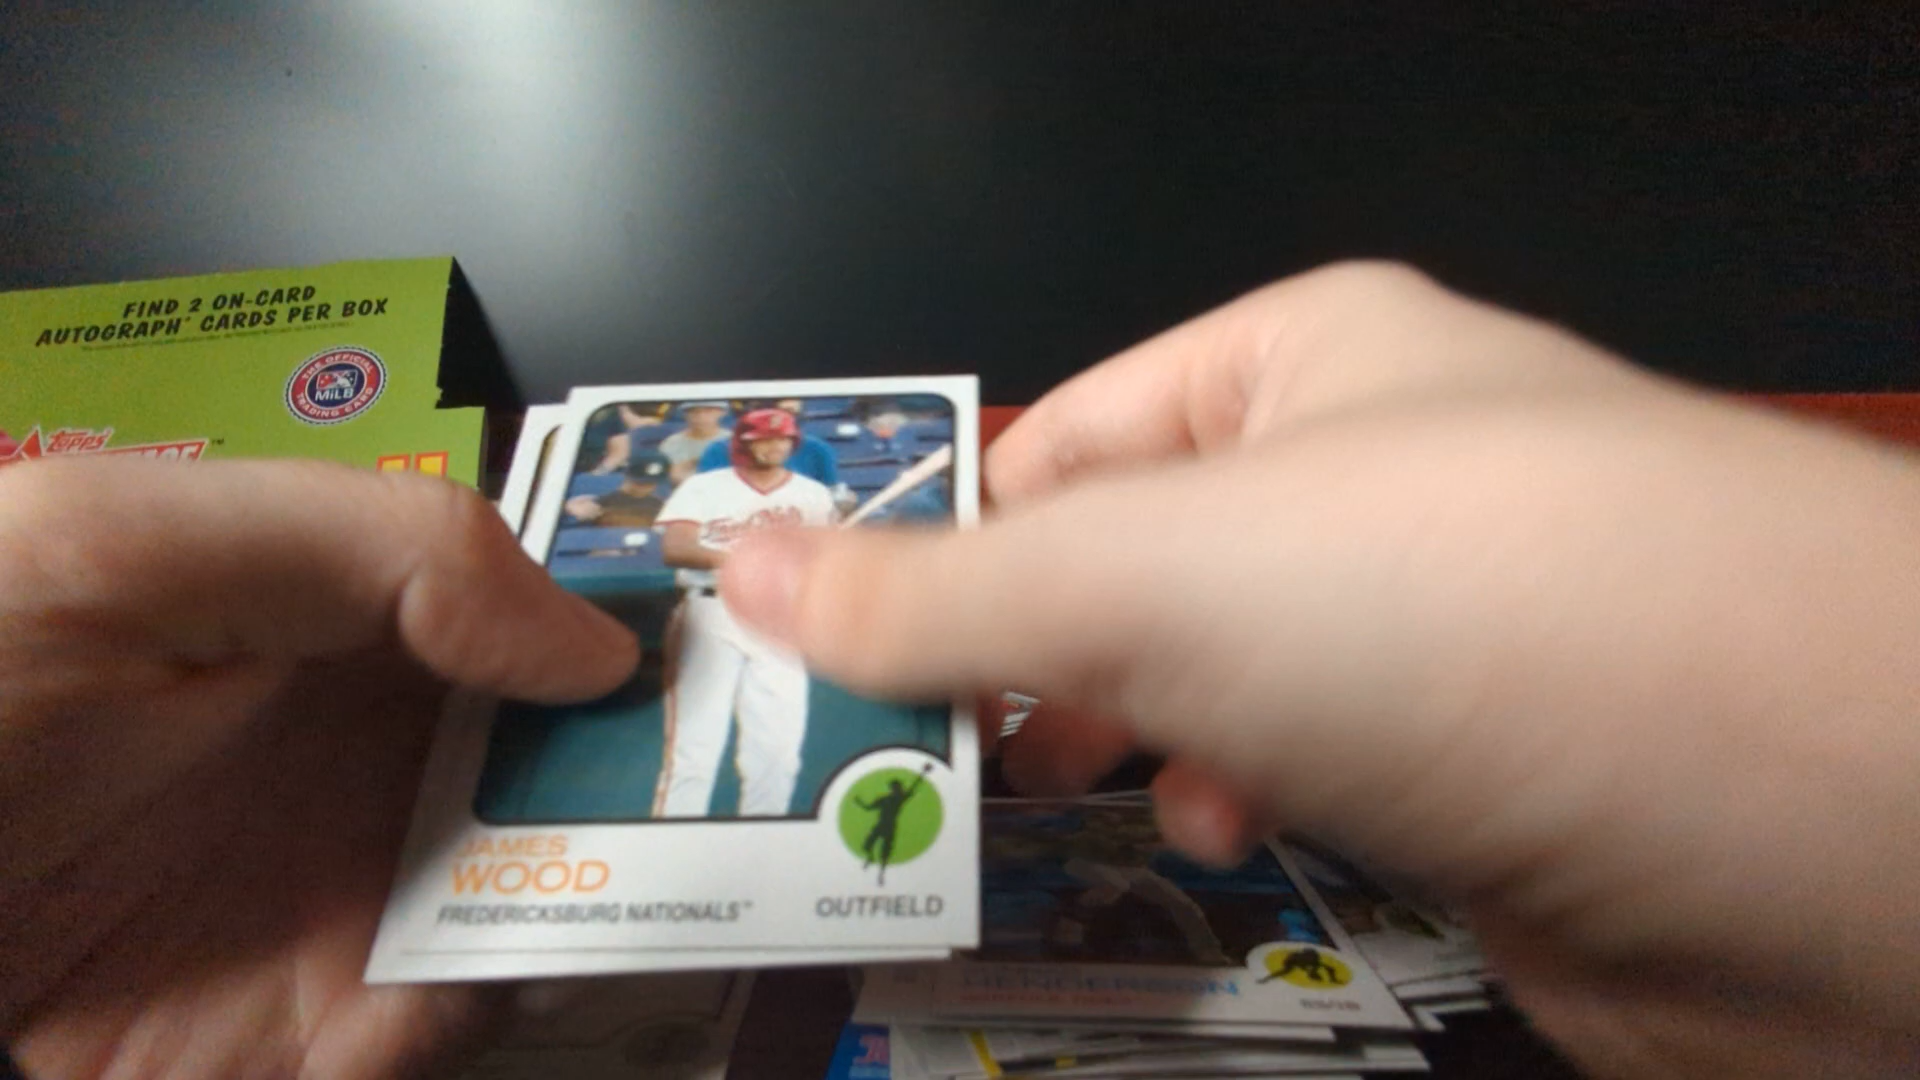 FIND 2 ON-CARD
AUTOGRAPH* CARDS PER BOX
THE OFFICIAL
MiLB
TRADING CARD
Topps
JAMES
WOOD
FREDERICKSBURG NATIONALS™
OUTFIELD
HENDERSON